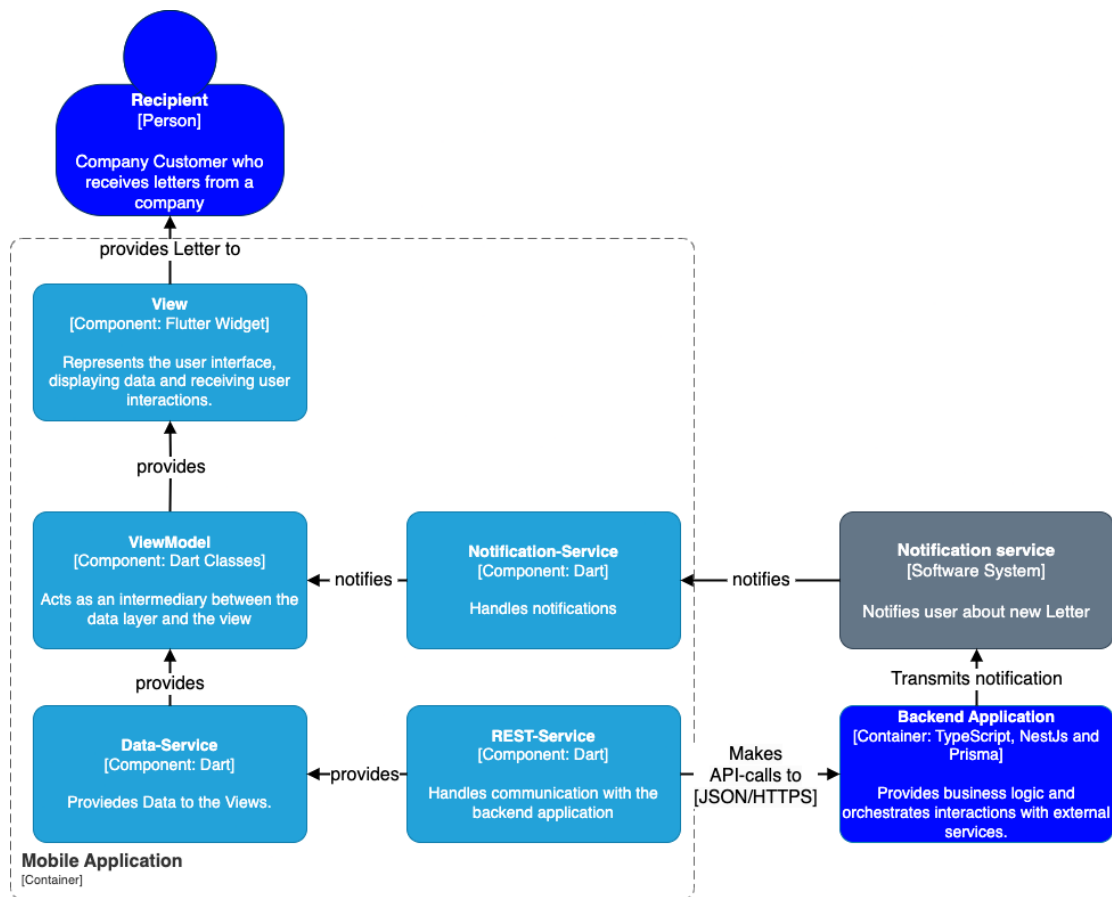 Recipient
[Person]
Company Customer who
receives letters from a
company
provides Letter to
View
[Component: Flutter Widget]
Represents the user interface,
displaying data and receiving user
interactions.
provides
ViewModel
[Component: Dart Classes]
Acts as an intermediary between the
data layer and the view
notifies
Notification-Service
[Component: Dart]
Handles notifications
notifies
Notification service
[Software System]
Notifies user about new Letter
provides
Transmits notification
Data-Service
[Component: Dart]
Proviedes Data to the Views.
provides
REST-Service
[Component: Dart]
Handles communication with the
backend application
Makes
API-calls to
[JSON/HTTPS]
Backend Application
[Container: TypeScript, NestJs and
Prisma]
Provides business logic and
orchestrates interactions with external
services.
Mobile Application
[Container]